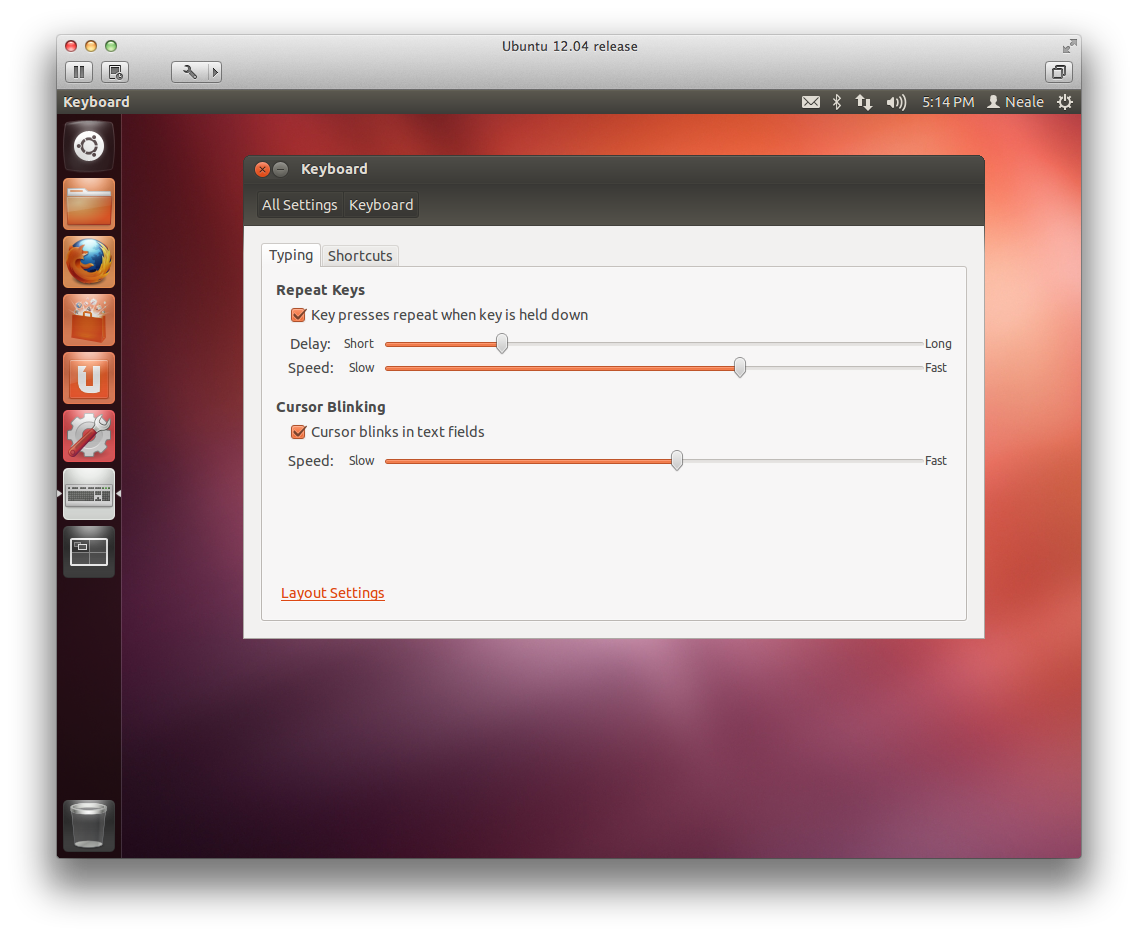 Ubuntu 12.04 release
Keyboard 5:14 PM Neale
Keyboard
All Settings Keyboard
Typing Shortcuts
Repeat Keys
Key presses repeat when key is held down
Delay: Short Long
Speed: Slow Fast
Cursor Blinking
Cursor blinks in text fields
Speed: Slow Fast
Layout Settings